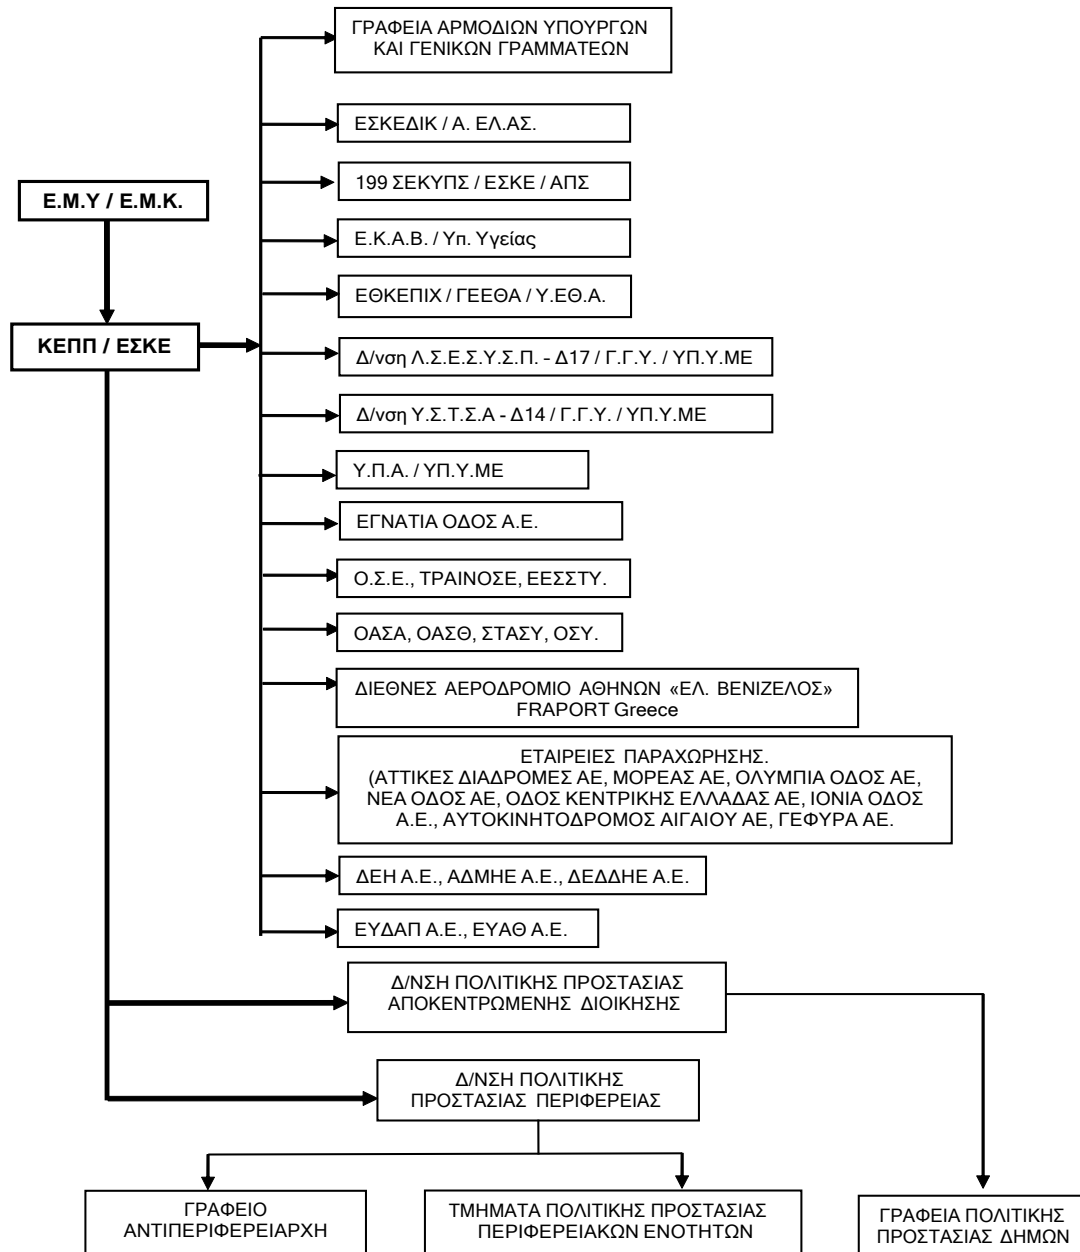 ΓΡΑΦΕΙΑ ΑΡΜΟΔΙΩΝ ΥΠΟΥΡΓΩΝ
ΚΑΙ ΓΕΝΙΚΩΝ ΓΡΑΜΜΑΤΕΩΝ
ΕΣΚΕΔΙΚ / Α. ΕΛ.ΑΣ.
199 ΣΕΚΥΠΣ / ΕΣΚΕ / ΑΠΣ
Ε.Μ.Υ / Ε.Μ.Κ.
Ε.Κ.Α.Β. / Υπ. Υγείας
ΕΘΚΕΠΙΧ / ΓΕΕΘΑ / Υ.ΕΘ.Α.
ΚΕΠΠ / ΕΣΚΕ
Δ/νση Λ.Σ.Ε.Σ.Υ.Σ.Π. - Δ17 / Γ.Γ.Υ. / ΥΠ.Υ.ΜΕ
Δ/νση Υ.Σ.Τ.Σ.Α - Δ14 / Γ.Γ.Υ. / ΥΠ.Υ.ΜΕ
Υ.Π.Α. / ΥΠ.Υ.ΜΕ
ΕΓΝΑΤΙΑ ΟΔΟΣ Α.Ε.
Ο.Σ.Ε., ΤΡΑΙΝΟΣΕ, ΕΕΣΣΤΥ.
ΟΑΣΑ, ΟΑΣΘ, ΣΤΑΣΥ, ΟΣΥ.
ΔΙΕΘΝΕΣ ΑΕΡΟΔΡΟΜΙΟ ΑΘΗΝΩΝ «ΕΛ. ΒΕΝΙΖΕΛΟΣ»
FRAPORT Greece
ΕΤΑΙΡΕΙΕΣ ΠΑΡΑΧΩΡΗΣΗΣ.
(ΑΤΤΙΚΕΣ ΔΙΑΔΡΟΜΕΣ ΑΕ, ΜΟΡΕΑΣ ΑΕ, ΟΛΥΜΠΙΑ ΟΔΟΣ ΑΕ,
ΝΕΑ ΟΔΟΣ ΑΕ, ΟΔΟΣ ΚΕΝΤΡΙΚΗΣ ΕΛΛΑΔΑΣ ΑΕ, ΙΟΝΙΑ ΟΔΟΣ
Α.Ε., ΑΥΤΟΚΙΝΗΤΟΔΡΟΜΟΣ ΑΙΓΑΙΟΥ ΑΕ, ΓΕΦΥΡΑ ΑΕ.
ΔΕΗ Α.Ε., ΑΔΜΗΕ Α.Ε., ΔΕΔΔΗΕ Α.Ε.
ΕΥΔΑΠ Α.Ε., ΕΥΑΘ Α.Ε.
Δ/ΝΣΗ ΠΟΛΙΤΙΚΗΣ ΠΡΟΣΤΑΣΙΑΣ
ΑΠΟΚΕΝΤΡΩΜΕΝΗΣ ΔΙΟΙΚΗΣΗΣ
Δ/ΝΣΗ ΠΟΛΙΤΙΚΗΣ
ΠΡΟΣΤΑΣΙΑΣ ΠΕΡΙΦΕΡΕΙΑΣ
ΓΡΑΦΕΙΟ
ΑΝΤΙΠΕΡΙΦΕΡΕΙΑΡΧΗ
ΤΜΗΜΑΤΑ ΠΟΛΙΤΙΚΗΣ ΠΡΟΣΤΑΣΙΑΣ
ΠΕΡΙΦΕΡΕΙΑΚΩΝ ΕΝΟΤΗΤΩΝ
ΓΡΑΦΕΙΑ ΠΟΛΙΤΙΚΗΣ
ΠΡΟΣΤΑΣΙΑΣ ΔΗΜΩΝ